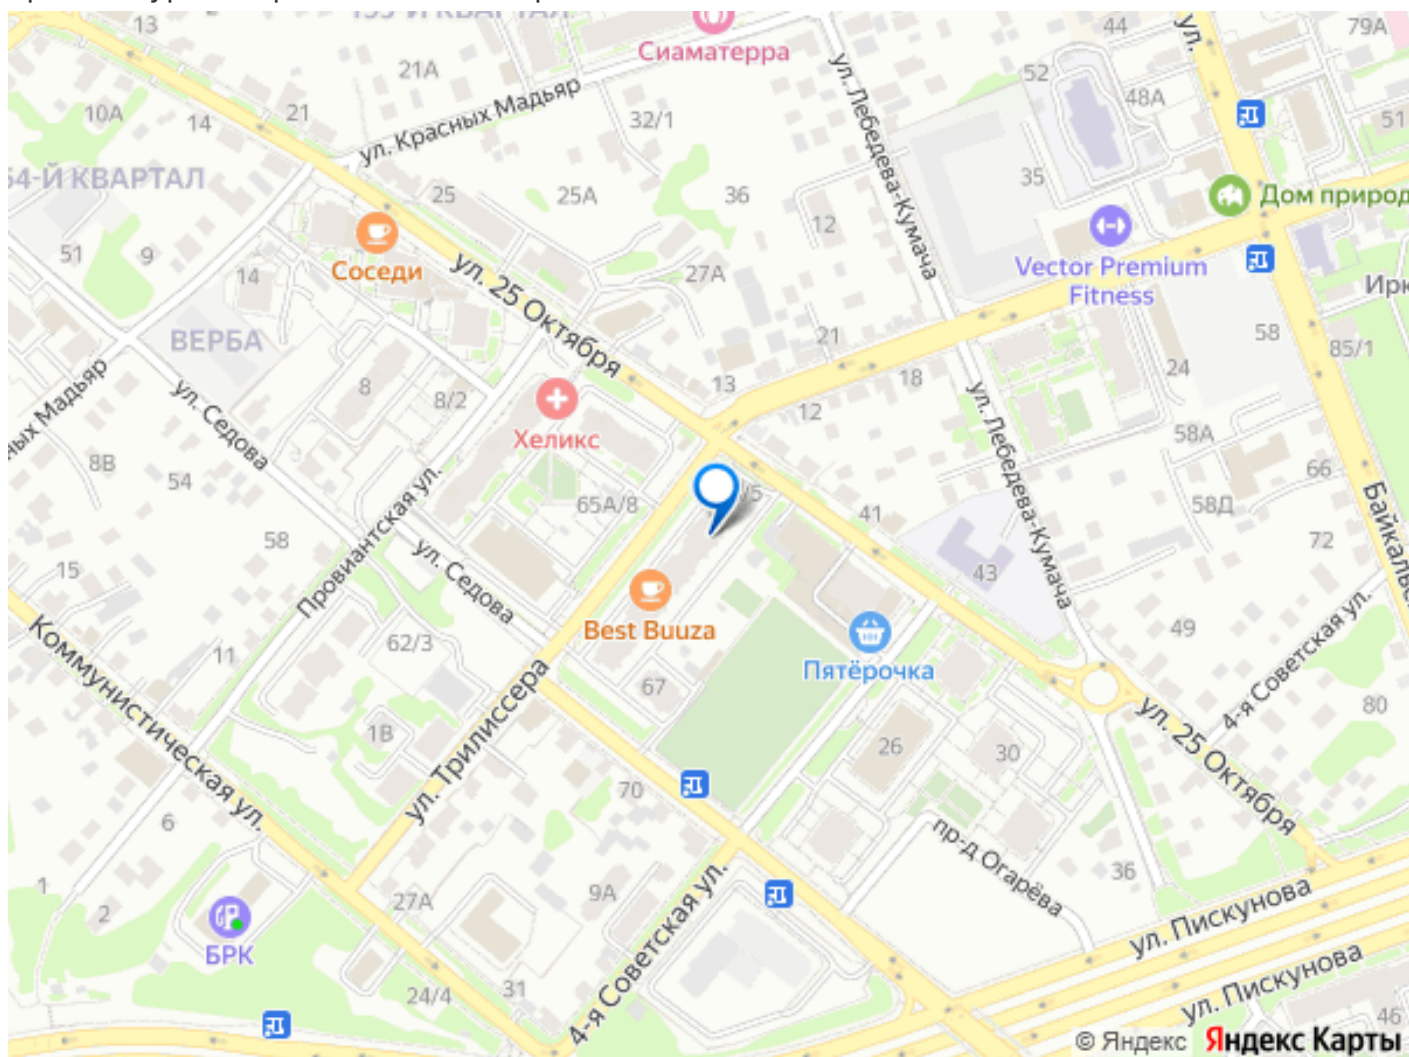 13
21А
Сиаматерра
44
79А
ул.
52
48А
51
10А
14
21
ул. Красных Мадьяр
32/1
ул. Лебедева-Кумача
25
25А
36
35
12
Дом природ
51
9
14
Соседи
ул. 25 Октября
27А
Vector Premium
Fitness
Ирк
ВЕРБА
21
58
85/1
8
8/2
Хеликс
13
18
12
24
ул. Седова
58А
66
8В
54
65А/8
41
58Д
72
ул. Лебедева-Кумача
58
Провиантская ул.
ул. Седова
43
15
Best Buuza
49
4-я Советская ул.
62/3
11
67
Пятёрочка
Коммунистическая ул.
1В
ул. Трилиссера
26
30
80
ул. 25 Октября
70
6
пр-д Огарёва
36
1
2
27А
9А
4-я Советская ул.
ул. Пискунова
БРК
24/4
31
ул. Пискунова
46
© Яндекс Яндекс Карты